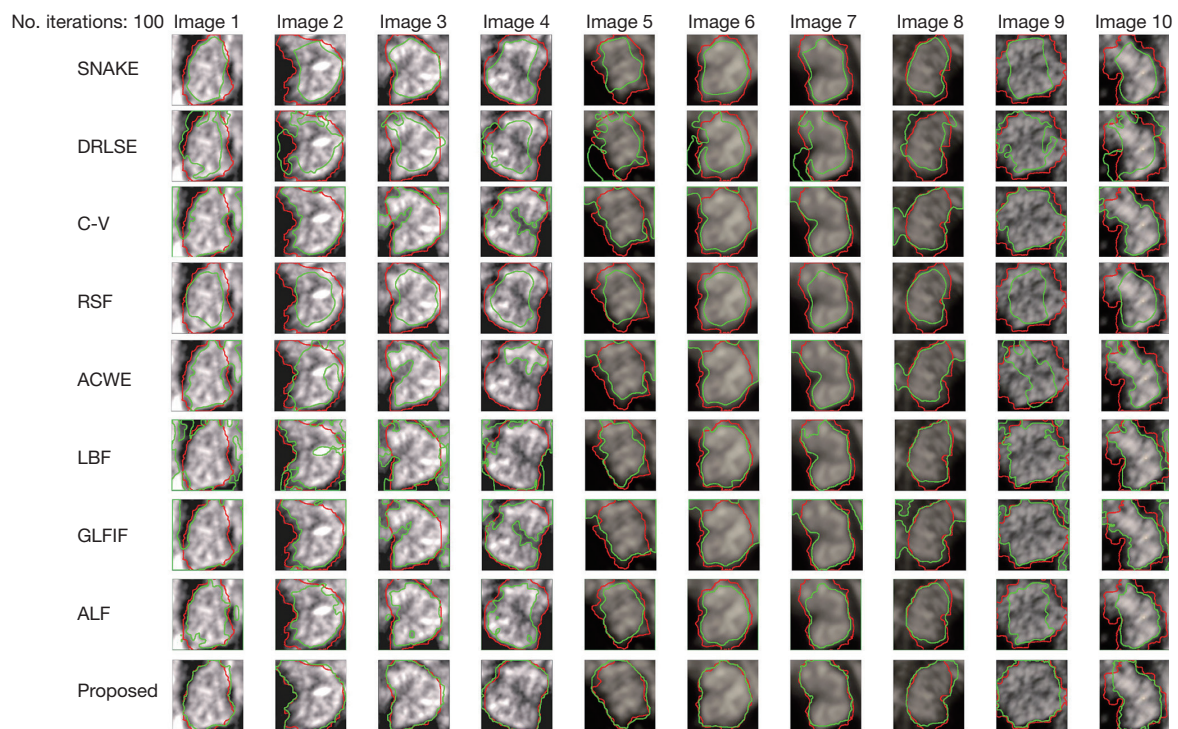 No. iterations: 100 Image 1 Image 2 Image 3 Image 4 Image 5 Image 6 Image 7 Image 8 Image 9 Image 10
SNAKE
DRLSE
C-V
RSF
ACWE
LBF
GLFIF
ALF
Proposed